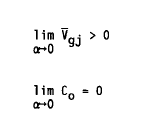 lim V̅gj > 0
α→0
lim Co = 0
α→0